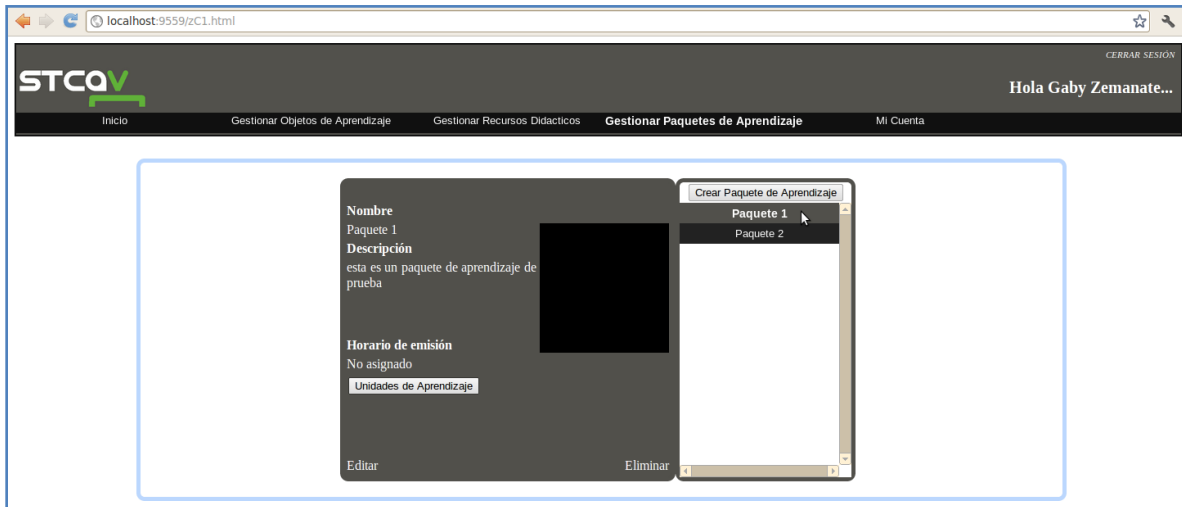 localhost:9559/zC1.html
CERRAR SESIÓN
STCAV
Hola Gaby Zemanate...
Inicio Gestionar Objetos de Aprendizaje Gestionar Recursos Didacticos Gestionar Paquetes de Aprendizaje Mi Cuenta
Crear Paquete de Aprendizaje
Nombre
Paquete 1
Descripción
esta es un paquete de aprendizaje de
prueba
Horario de emisión
No asignado
Unidades de Aprendizaje
Editar Eliminar
Paquete 1
Paquete 2